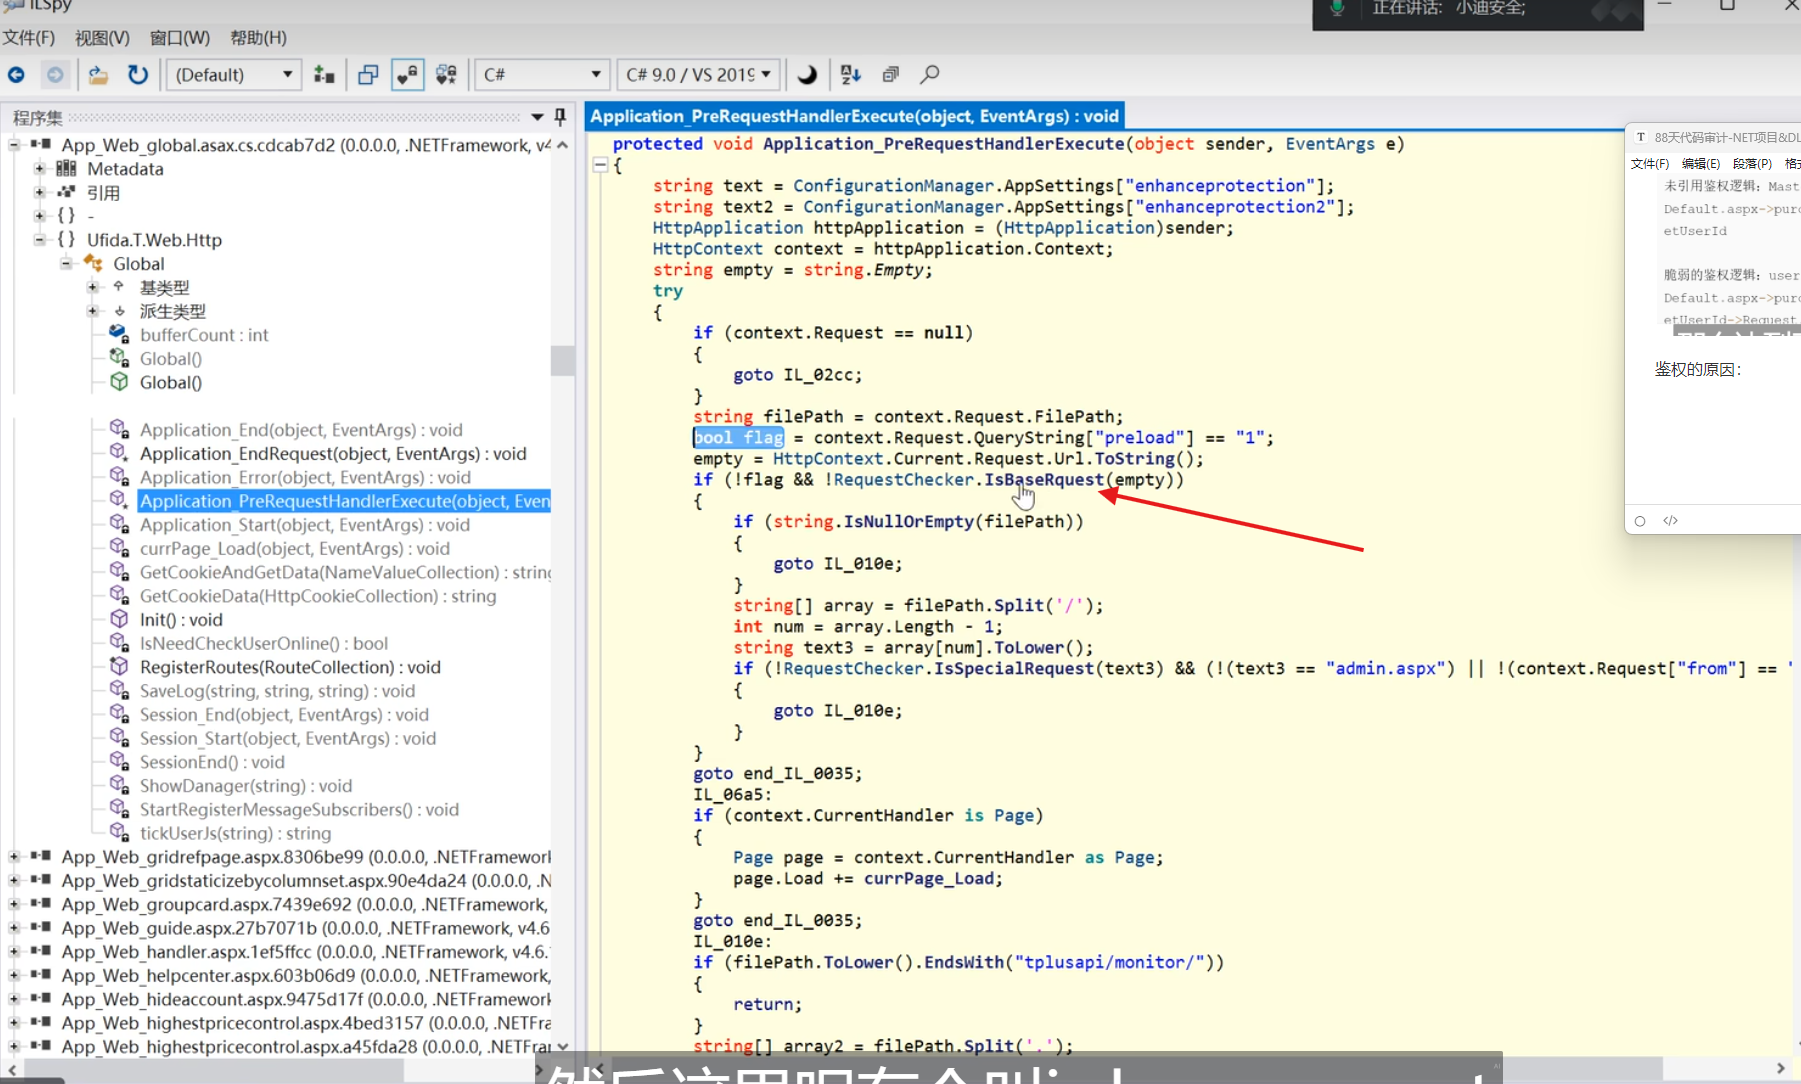 ILSpy
正在讲话: 小迪安全;
文件(F) 视图(V) 窗口(W) 帮助(H)
(Default) C# C# 9.0 / VS 2019
程序集
App_Web_global.asax.cs.cdcab7d2 (0.0.0.0, .NETFramework, v4
Metadata
引用
{} -
{} Ufida.T.Web.Http
Global
基类型
派生类型
bufferCount : int
Global()
Global()
Application_End(object, EventArgs) : void
Application_EndRequest(object, EventArgs) : void
Application_Error(object, EventArgs) : void
Application_PreRequestHandlerExecute(object, Even
Application_Start(object, EventArgs) : void
currPage_Load(object, EventArgs) : void
GetCookieAndGetData(NameValueCollection) : string
GetCookieData(HttpCookieCollection) : string
Init() : void
IsNeedCheckUserOnline() : bool
RegisterRoutes(RouteCollection) : void
SaveLog(string, string, string) : void
Session_End(object, EventArgs) : void
Session_Start(object, EventArgs) : void
SessionEnd() : void
ShowDanager(string) : void
StartRegisterMessageSubscribers() : void
tickUserJs(string) : string
App_Web_gridrefpage.aspx.8306be99 (0.0.0.0, .NETFramework
App_Web_gridstaticizebycolumnset.aspx.90e4da24 (0.0.0.0, .N
App_Web_groupcard.aspx.7439e692 (0.0.0.0, .NETFramework,
App_Web_guide.aspx.27b7071b (0.0.0.0, .NETFramework, v4.6
App_Web_handler.aspx.1ef5ffcc (0.0.0.0, .NETFramework, v4.6.
App_Web_helpcenter.aspx.603b06d9 (0.0.0.0, .NETFramework,
App_Web_hideaccount.aspx.9475d17f (0.0.0.0, .NETFramework
App_Web_highestpricecontrol.aspx.4bed3157 (0.0.0.0, .NETFra
App_Web_highestpricecontrol.aspx.a45fda28 (0.0.0.0, .NETFrar
Application_PreRequestHandlerExecute(object, EventArgs) : void
protected void Application_PreRequestHandlerExecute(object sender, EventArgs e)
{
string text = ConfigurationManager.AppSettings["enhanceprotection"];
string text2 = ConfigurationManager.AppSettings["enhanceprotection2"];
HttpApplication httpApplication = (HttpApplication)sender;
HttpContext context = httpApplication.Context;
string empty = string.Empty;
try
{
if (context.Request == null)
{
goto IL_02cc;
}
string filePath = context.Request.FilePath;
bool flag = context.Request.QueryString["preload"] == "1";
empty = HttpContext.Current.Request.Url.ToString();
if (!flag && !RequestChecker.IsBaseRquest(empty))
{
if (string.IsNullOrEmpty(filePath))
{
goto IL_010e;
}
string[] array = filePath.Split('/');
int num = array.Length - 1;
string text3 = array[num].ToLower();
if (!RequestChecker.IsSpecialRequest(text3) && (!(text3 == "admin.aspx") || !(context.Request["from"] == '
{
goto IL_010e;
}
}
goto end_IL_0035;
IL_06a5:
if (context.CurrentHandler is Page)
{
Page page = context.CurrentHandler as Page;
page.Load += currPage_Load;
}
goto end_IL_0035;
IL_010e:
if (filePath.ToLower().EndsWith("tplusapi/monitor/"))
{
return;
}
string[] array2 = filePath.Split('.');
T 88天代码审计-NET项目&DL
文件(F) 编辑(E) 段落(P) 格式
未引用鉴权逻辑: Mast
Default.aspx->purc
etUserId
脆弱的鉴权逻辑: user
Default.aspx->purc
etUserId->Request
鉴权的原因: